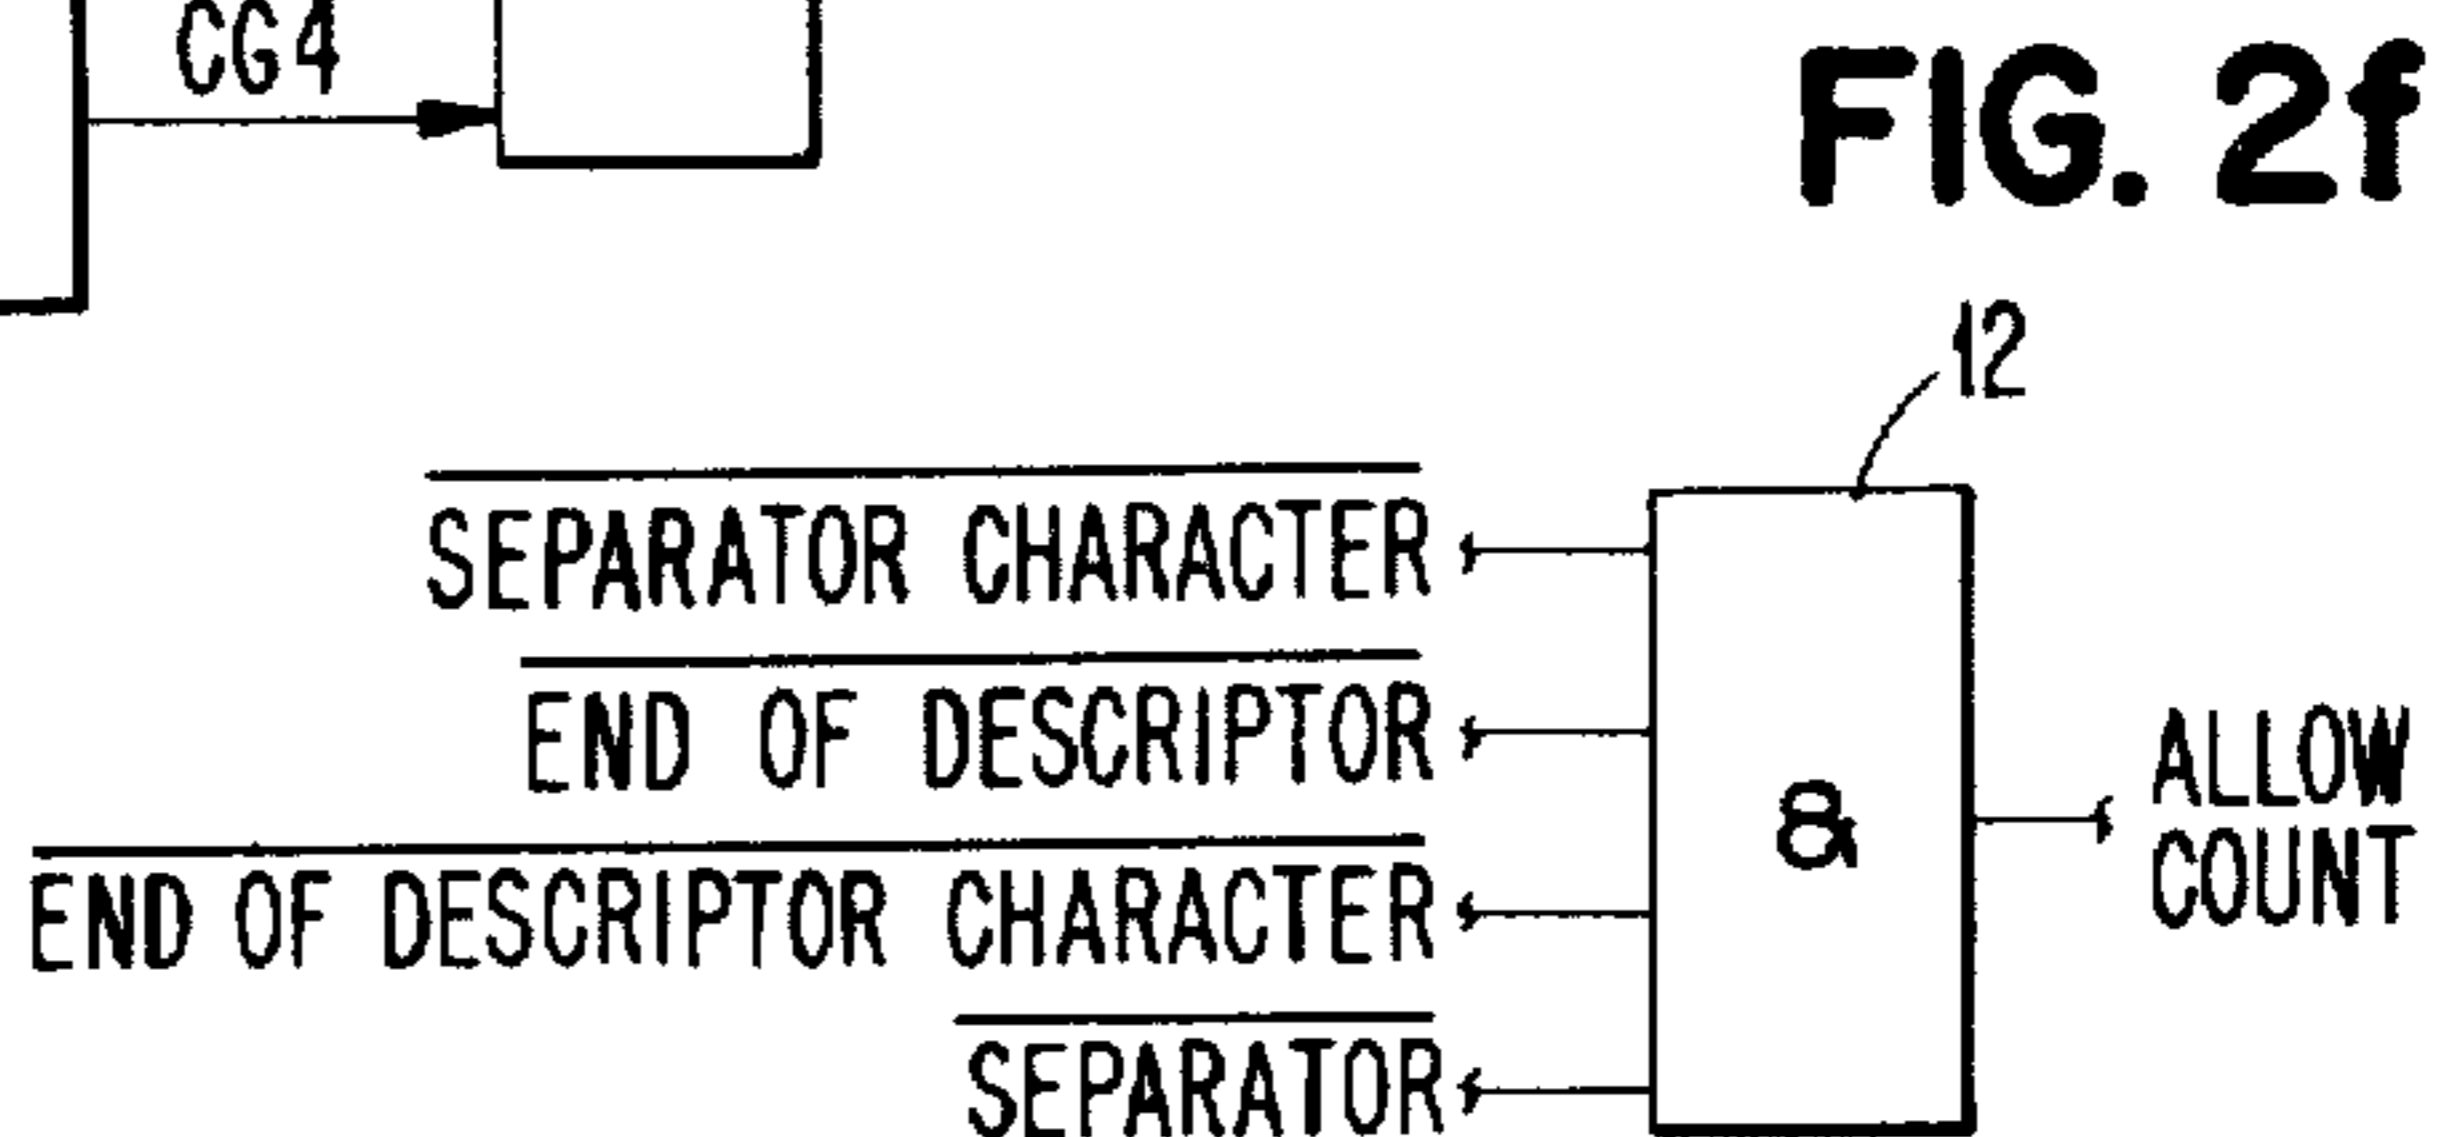 CG4
FIG. 2f
12
SEPARATOR CHARACTER
END OF DESCRIPTOR
END OF DESCRIPTOR CHARACTER
SEPARATOR
&
ALLOW
COUNT